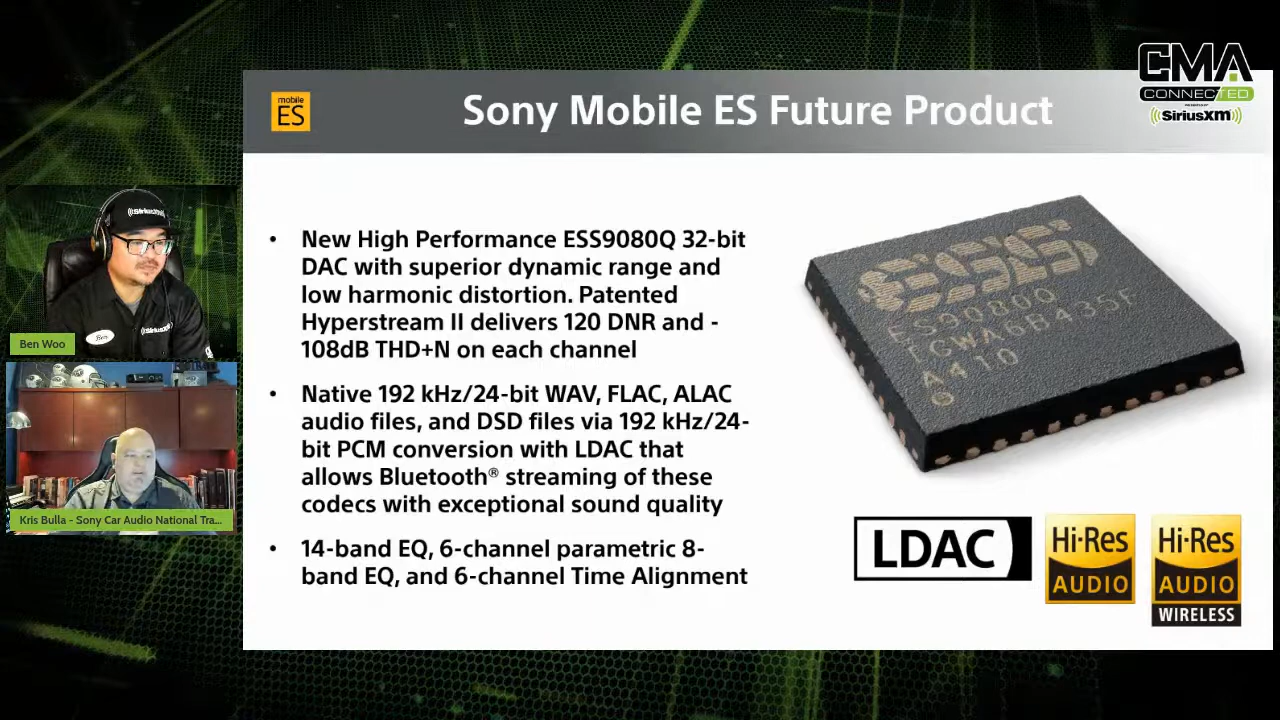 CMA
CONNECTED
SiriusXM
mobile
ES
Sony Mobile ES Future Product
• New High Performance ESS9080Q 32-bit
DAC with superior dynamic range and
low harmonic distortion. Patented
Hyperstream II delivers 120 DNR and -
108dB THD+N on each channel
• Native 192 kHz/24-bit WAV, FLAC, ALAC
audio files, and DSD files via 192 kHz/24-
bit PCM conversion with LDAC that
allows Bluetooth® streaming of these
codecs with exceptional sound quality
• 14-band EQ, 6-channel parametric 8-
band EQ, and 6-channel Time Alignment
ESS
ES9080Q
A410
LDAC
Hi-Res
AUDIO
Hi-Res
AUDIO
WIRELESS
SiriusXM
SiriusXM
Ben
Ben Woo
Kris Bulla - Sony Car Audio National Tra...